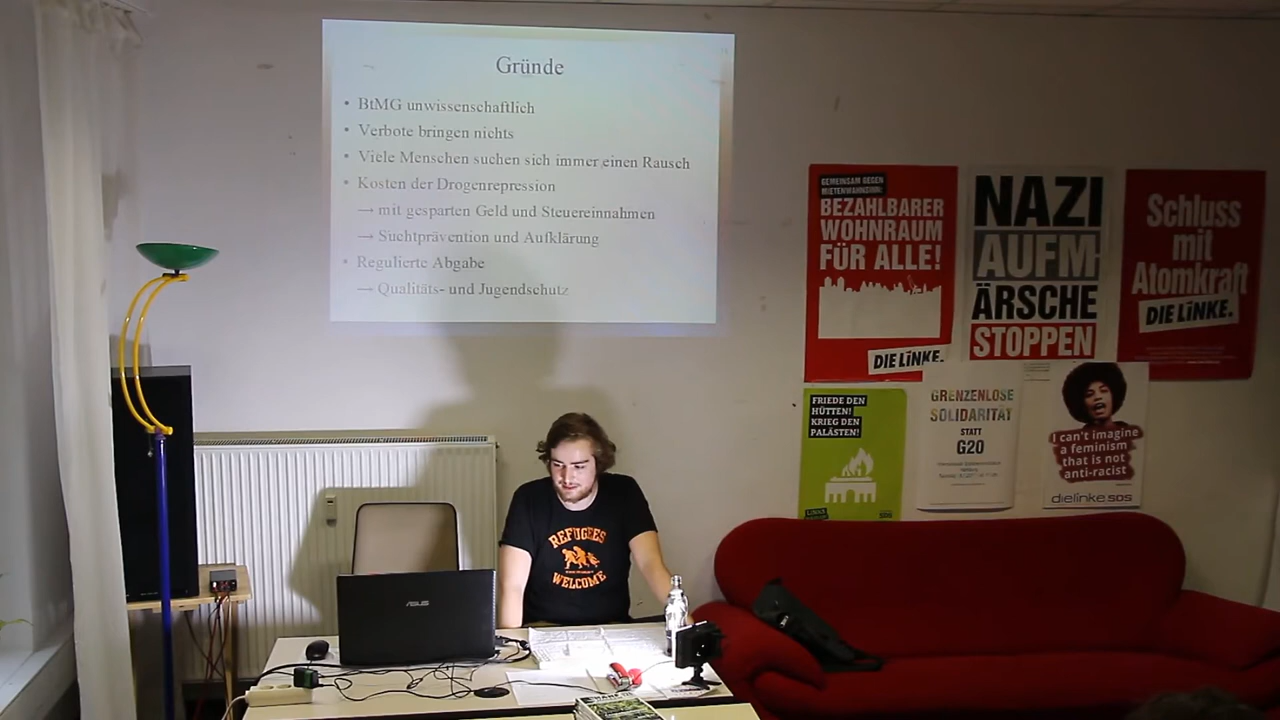 Gründe
• BtMG unwissenschaftlich
• Verbote bringen nichts
• Viele Menschen suchen sich immer einen Rausch
• Kosten der Drogenrepression
→ mit gesparten Geld und Steuereinnahmen
→ Suchtprävention und Aufklärung
• Regulierte Abgabe
→ Qualitäts- und Jugendschutz
GEMEINSAM GEGEN
MIETENWAHNSINN:
BEZAHLBARER
WOHNRAUM
FÜR ALLE!
DIE LINKE.
NAZI
AUFM
ÄRSCHE
STOPPEN
Schluss
mit
Atomkraft
DIE LINKE.
FRIEDE DEN
HÜTTEN!
KRIEG DEN
PALÄSTEN!
GRENZENLOSE
SOLIDARITÄT
STATT
G20
I can't imagine
a feminism
that is not
anti-racist
dielinke.sds
REFUGEES
WELCOME
ASUS